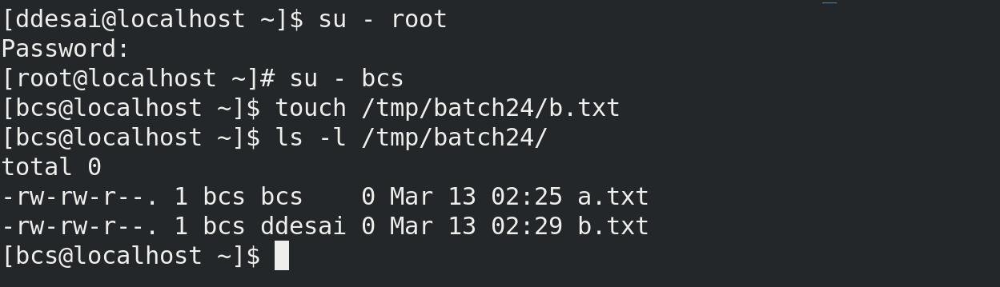 [ddesai@localhost ~]$ su - root
Password:
[root@localhost ~]# su - bcs
[bcs@localhost ~]$ touch /tmp/batch24/b.txt
[bcs@localhost ~]$ ls -l /tmp/batch24/
total 0
-rw-rw-r--. 1 bcs bcs    0 Mar 13 02:25 a.txt
-rw-rw-r--. 1 bcs ddesai 0 Mar 13 02:29 b.txt
[bcs@localhost ~]$